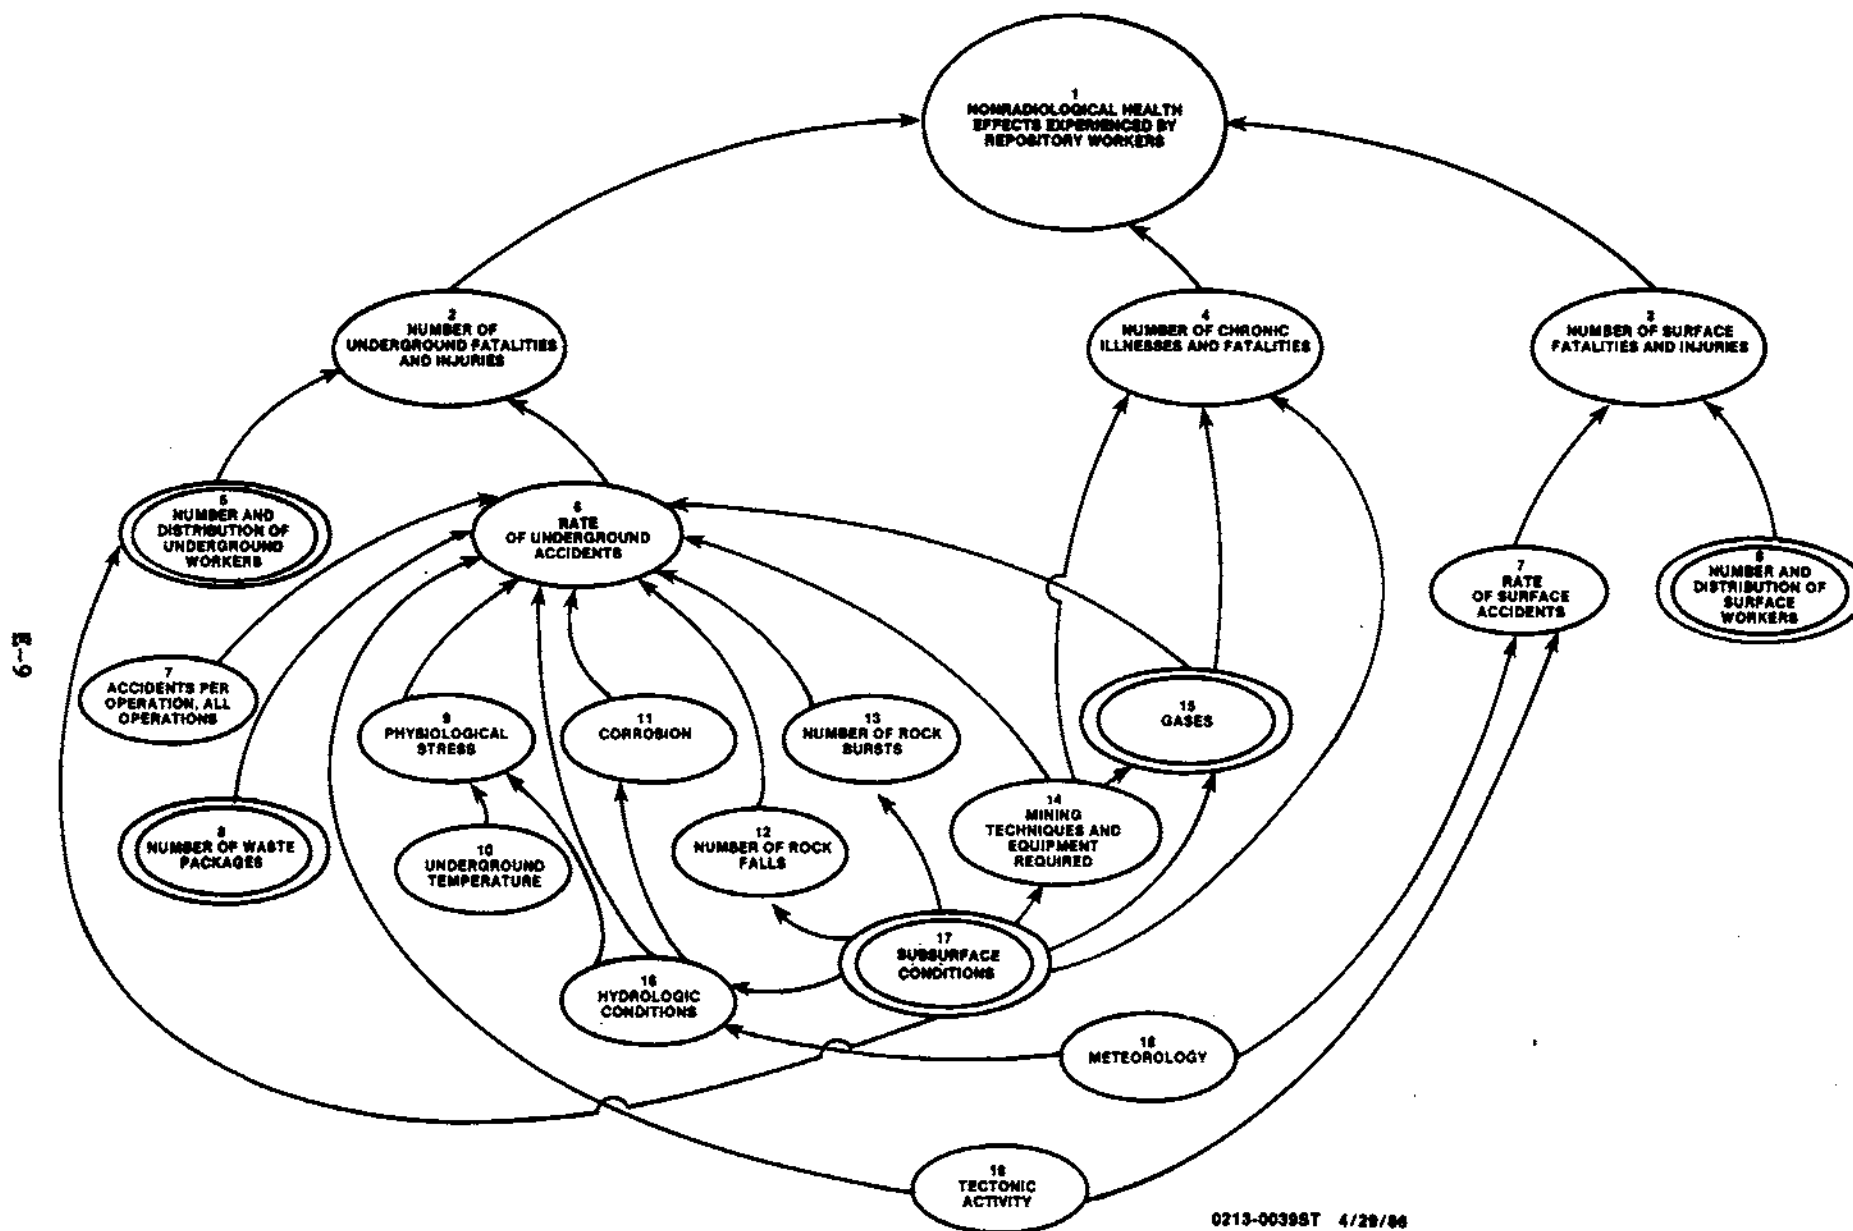 1
NONRADIOLOGICAL HEALTH
EFFECTS EXPERIENCED BY
REPOSITORY WORKERS
2
NUMBER OF
UNDERGROUND FATALITIES
AND INJURIES
4
NUMBER OF CHRONIC
ILLNESSES AND FATALITIES
3
NUMBER OF SURFACE
FATALITIES AND INJURIES
5
NUMBER AND
DISTRIBUTION OF
UNDERGROUND
WORKERS
6
RATE
OF UNDERGROUND
ACCIDENTS
7
RATE
OF SURFACE
ACCIDENTS
NUMBER AND
DISTRIBUTION OF
SURFACE
WORKERS
E-9
7
ACCIDENTS PER
OPERATION, ALL
OPERATIONS
9
PHYSIOLOGICAL
STRESS
11
CORROSION
13
NUMBER OF ROCK
BURSTS
15
GASES
8
NUMBER OF WASTE
PACKAGES
10
UNDERGROUND
TEMPERATURE
12
NUMBER OF ROCK
FALLS
14
MINING
TECHNIQUES AND
EQUIPMENT
REQUIRED
16
HYDROLOGIC
CONDITIONS
17
SUBSURFACE
CONDITIONS
METEOROLOGY
TECTONIC
ACTIVITY
0213-0039ST 4/29/86